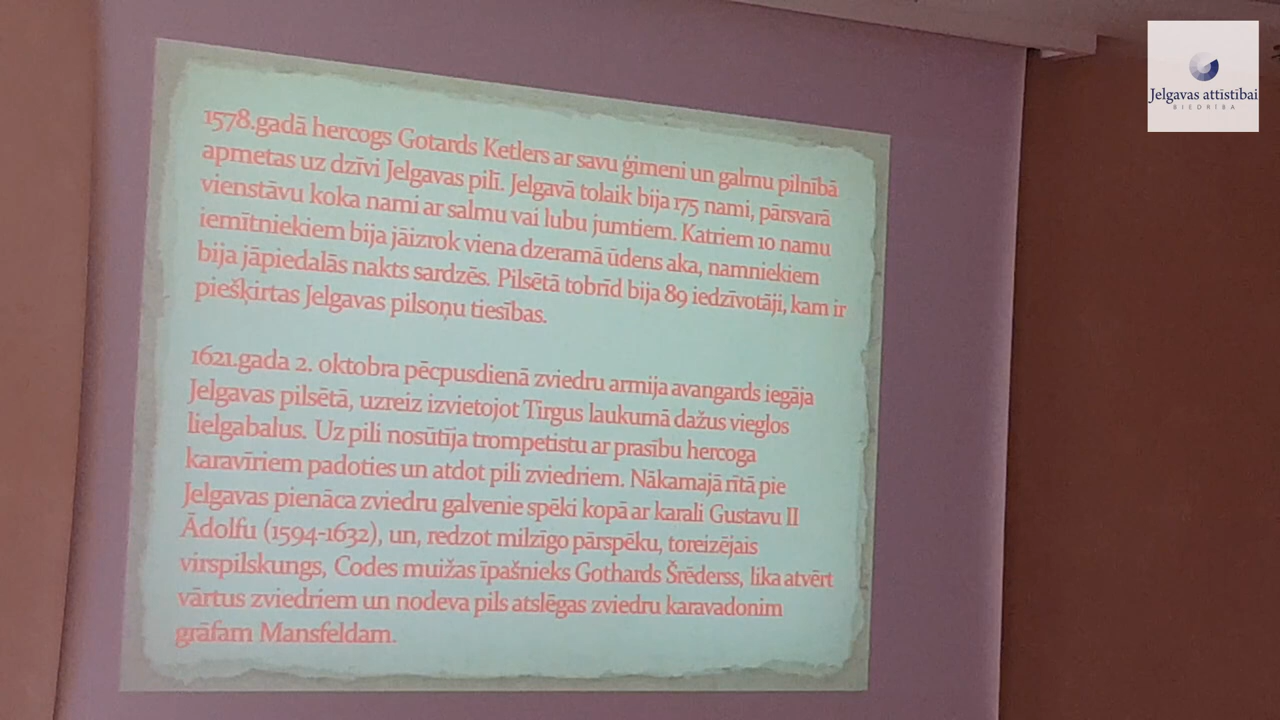 1578.gadā hercogs Gotards Ketlers ar savu ģimeni un galmu pilnībā
apmetas uz dzīvi Jelgavas pilī. Jelgavā tolaik bija 175 nami, pārsvarā
vienstāvu koka nami ar salmu vai lubu jumtiem. Katriem 10 namu
iemītniekiem bija jāizrok viena dzeramā ūdens aka, namniekiem
bija jāpiedalās nakts sardzēs. Pilsētā tobrīd bija 89 iedzīvotāji, kam ir
piešķirtas Jelgavas pilsoņu tiesības.
1621.gada 2. oktobra pēcpusdienā zviedru armija avangards iegāja
Jelgavas pilsētā, uzreiz izvietojot Tirgus laukumā dažus vieglos
lielgabalus. Uz pili nosūtīja trompetistu ar prasību hercoga
karavīriem padoties un atdot pili zviedriem. Nākamajā rītā pie
Jelgavas pienāca zviedru galvenie spēki kopā ar karali Gustavu II
Ādolfu (1594-1632), un, redzot milzīgo pārspēku, toreizējais
virspilskungs, Codes muižas īpašnieks Gothards Šrēderss, lika atvērt
vārtus zviedriem un nodeva pils atslēgas zviedru karavadonim
grāfam Mansfeldam.
Jelgavas attīstībai
BIEDRĪBA